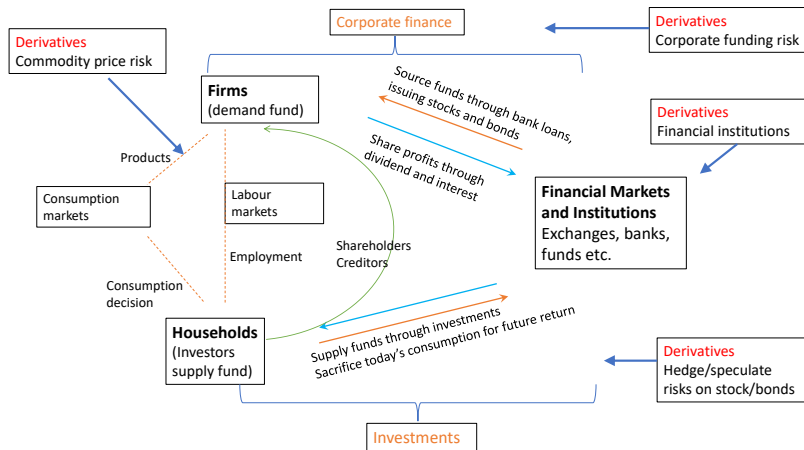 Corporate finance
Derivatives
Commodity price risk
Derivatives
Corporate funding risk
Firms
(demand fund)
Source funds through bank loans,
issuing stocks and bonds
Derivatives
Financial institutions
Products
Share profits through
dividend and interest
Consumption
markets
Labour
markets
Financial Markets
and Institutions
Exchanges, banks,
funds etc.
Shareholders
Creditors
Employment
Consumption
decision
Households
(Investors
supply fund)
Supply funds through investments
Sacrifice today's consumption for future return
Derivatives
Hedge/speculate
risks on stock/bonds
Investments